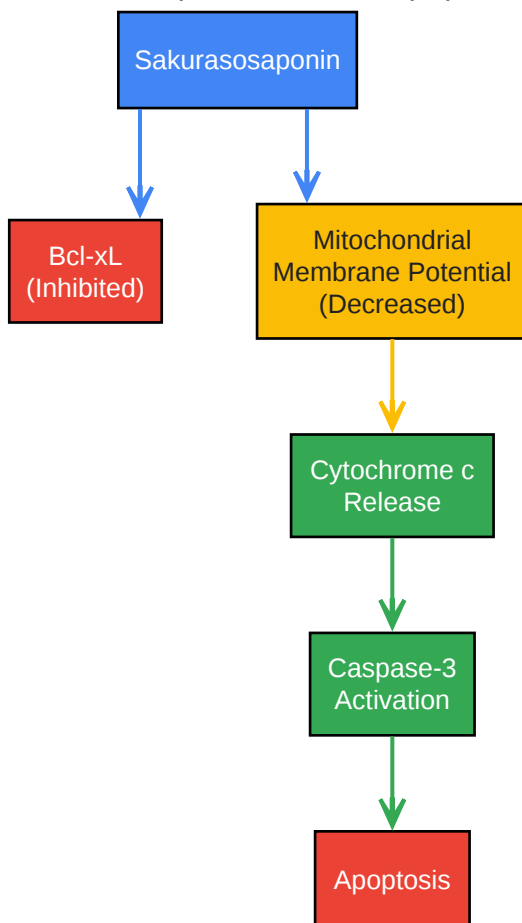 Sakurasosaponin
Bcl-xL
(Inhibited)
Mitochondrial
Membrane Potential
(Decreased)
Cytochrome c
Release
Caspase-3
Activation
Apoptosis